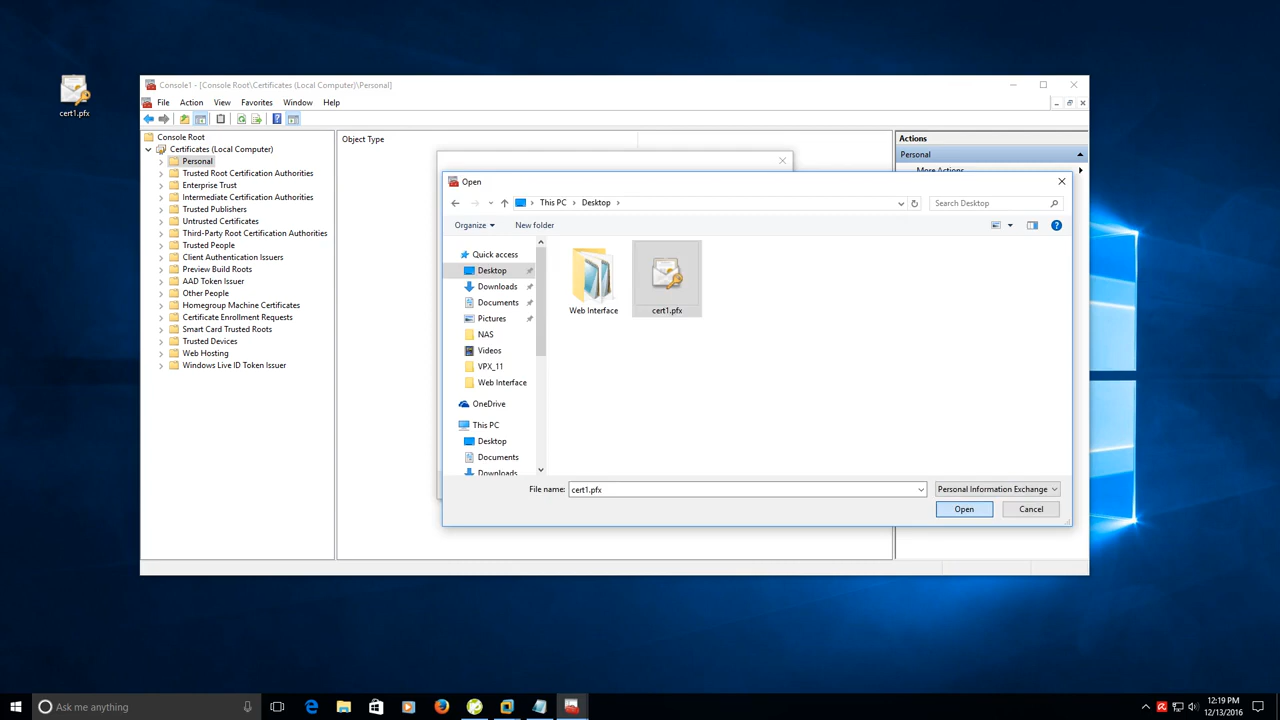 cert1.pfx
Console1 - [Console Root\Certificates (Local Computer)\Personal]
File Action View Favorites Window Help
Console Root
Certificates (Local Computer)
Personal
Trusted Root Certification Authorities
Enterprise Trust
Intermediate Certification Authorities
Trusted Publishers
Untrusted Certificates
Third-Party Root Certification Authorities
Trusted People
Client Authentication Issuers
Preview Build Roots
AAD Token Issuer
Other People
Homegroup Machine Certificates
Certificate Enrollment Requests
Smart Card Trusted Roots
Trusted Devices
Web Hosting
Windows Live ID Token Issuer
Object Type
Actions
Personal
More Actions
Open
This PC Desktop
Search Desktop
Organize New folder
Quick access
Desktop
Downloads
Documents
Pictures
NAS
Videos
VPX_11
Web Interface
OneDrive
This PC
Desktop
Documents
Downloads
Web Interface
cert1.pfx
File name: cert1.pfx
Personal Information Exchange
Open Cancel
Ask me anything
12:19 PM
12/13/2016